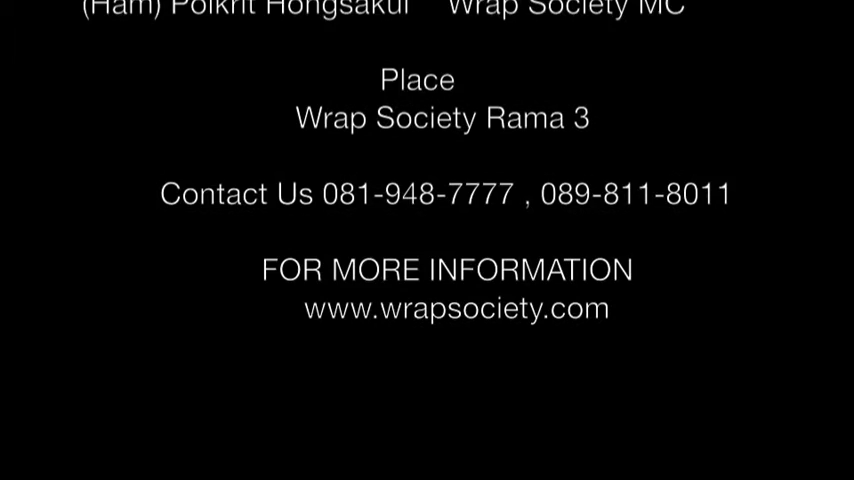 (Ham) Polkrit Hongsakul Wrap Society MC
Place
Wrap Society Rama 3
Contact Us 081-948-7777 , 089-811-8011
FOR MORE INFORMATION
www.wrapsociety.com